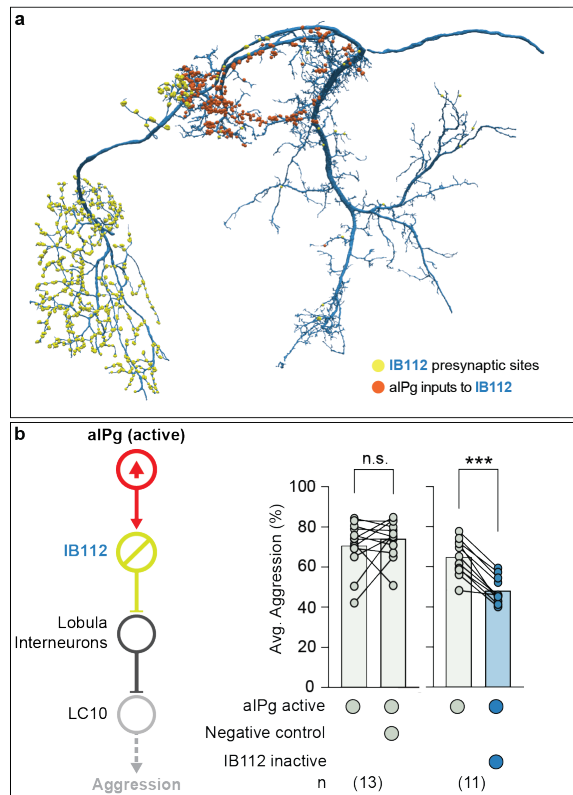 a
IB112 presynaptic sites
aIPg inputs to IB112
b
aIPg (active)
IB112
Lobula
Interneurons
LC10
Aggression
n.s.
***
Avg. Aggression (%)
100
80
60
40
20
0
aIPg active
Negative control
IB112 inactive
n (13) (11)